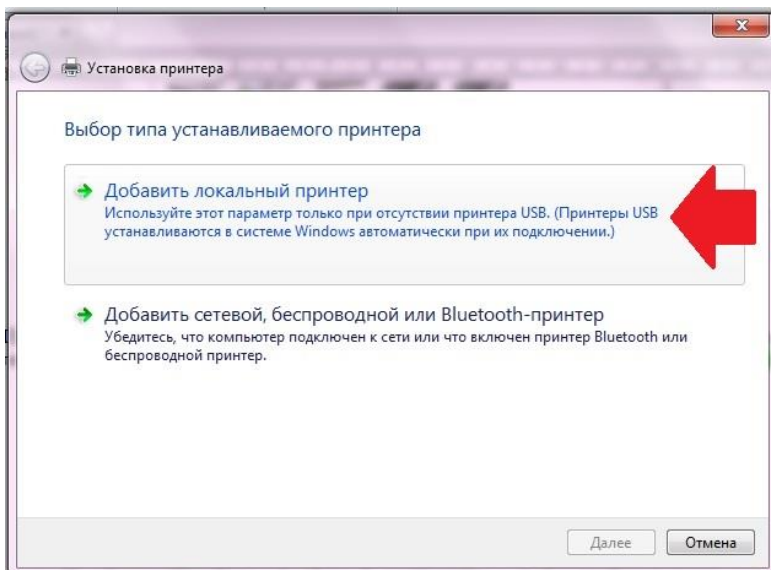 Установка принтера
Выбор типа устанавливаемого принтера
Добавить локальный принтер
Используйте этот параметр только при отсутствии принтера USB. (Принтеры USB
устанавливаются в системе Windows автоматически при их подключении.)
Добавить сетевой, беспроводной или Bluetooth-принтер
Убедитесь, что компьютер подключен к сети или что включен принтер Bluetooth или
беспроводной принтер.
Далее
Отмена